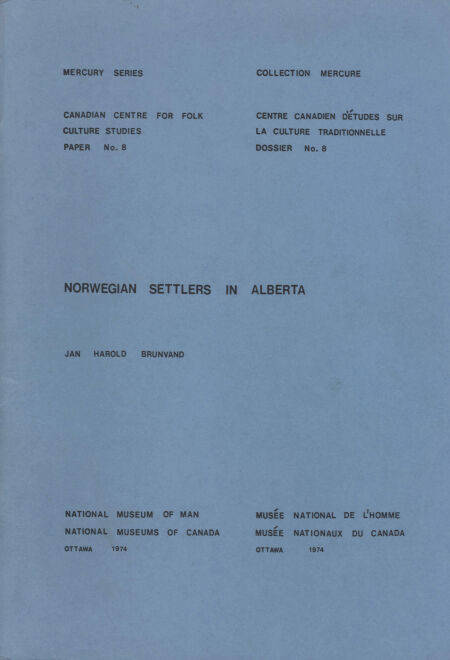 MERCURY SERIES
CANADIAN CENTRE FOR FOLK
CULTURE STUDIES
PAPER No. 8
COLLECTION MERCURE
CENTRE CANADIEN D'ÉTUDES SUR
LA CULTURE TRADITIONNELLE
DOSSIER No. 8
NORWEGIAN SETTLERS IN ALBERTA
JAN HAROLD BRUNVAND
NATIONAL MUSEUM OF MAN
NATIONAL MUSEUMS OF CANADA
OTTAWA 1974
MUSÉE NATIONAL DE L'HOMME
MUSÉE NATIONAUX DU CANADA
OTTAWA 1974